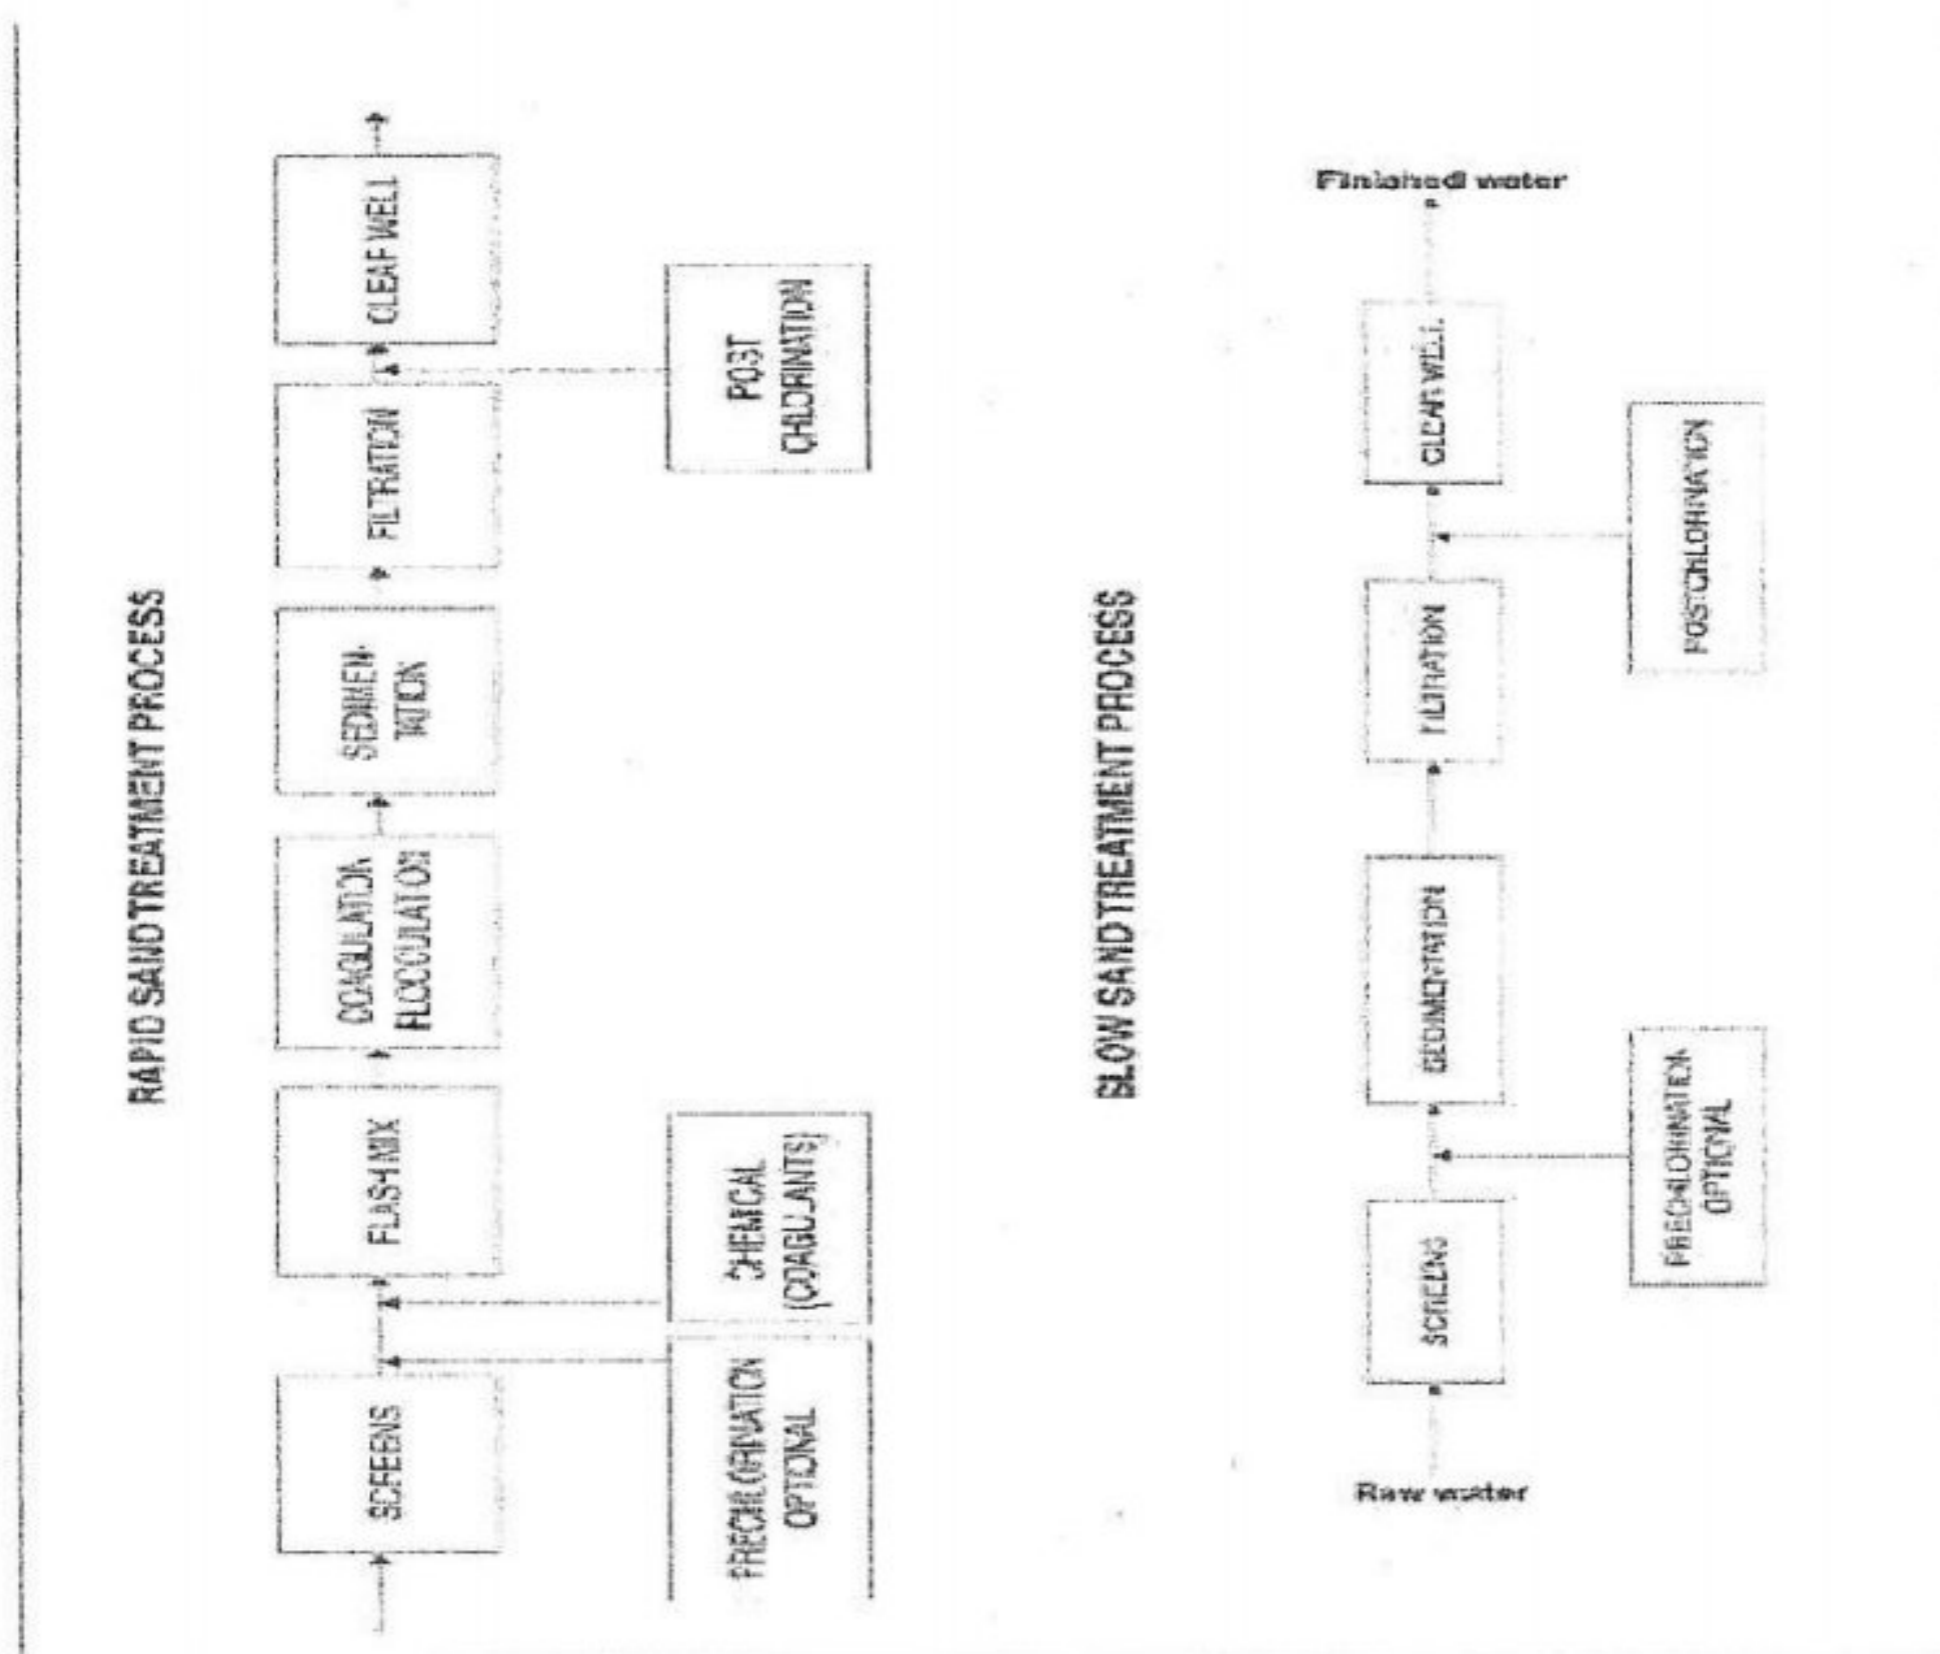 RAPID SAND TREATMENT PROCESS
SCREENS
FLASH MIX
COAGULATION
FLOCCULATION
SEDIMEN-
TATION
FILTRATION
CLEAR WELL
PRECHLORINATION
OPTIONAL
CHEMICAL
(COAGULANTS)
POST
CHLORINATION
SLOW SAND TREATMENT PROCESS
Raw water
SCREENS
SEDIMENTATION
FILTRATION
CLEAR WELL
Finished water
PRECHLORINATION
OPTIONAL
POSTCHLORINATION